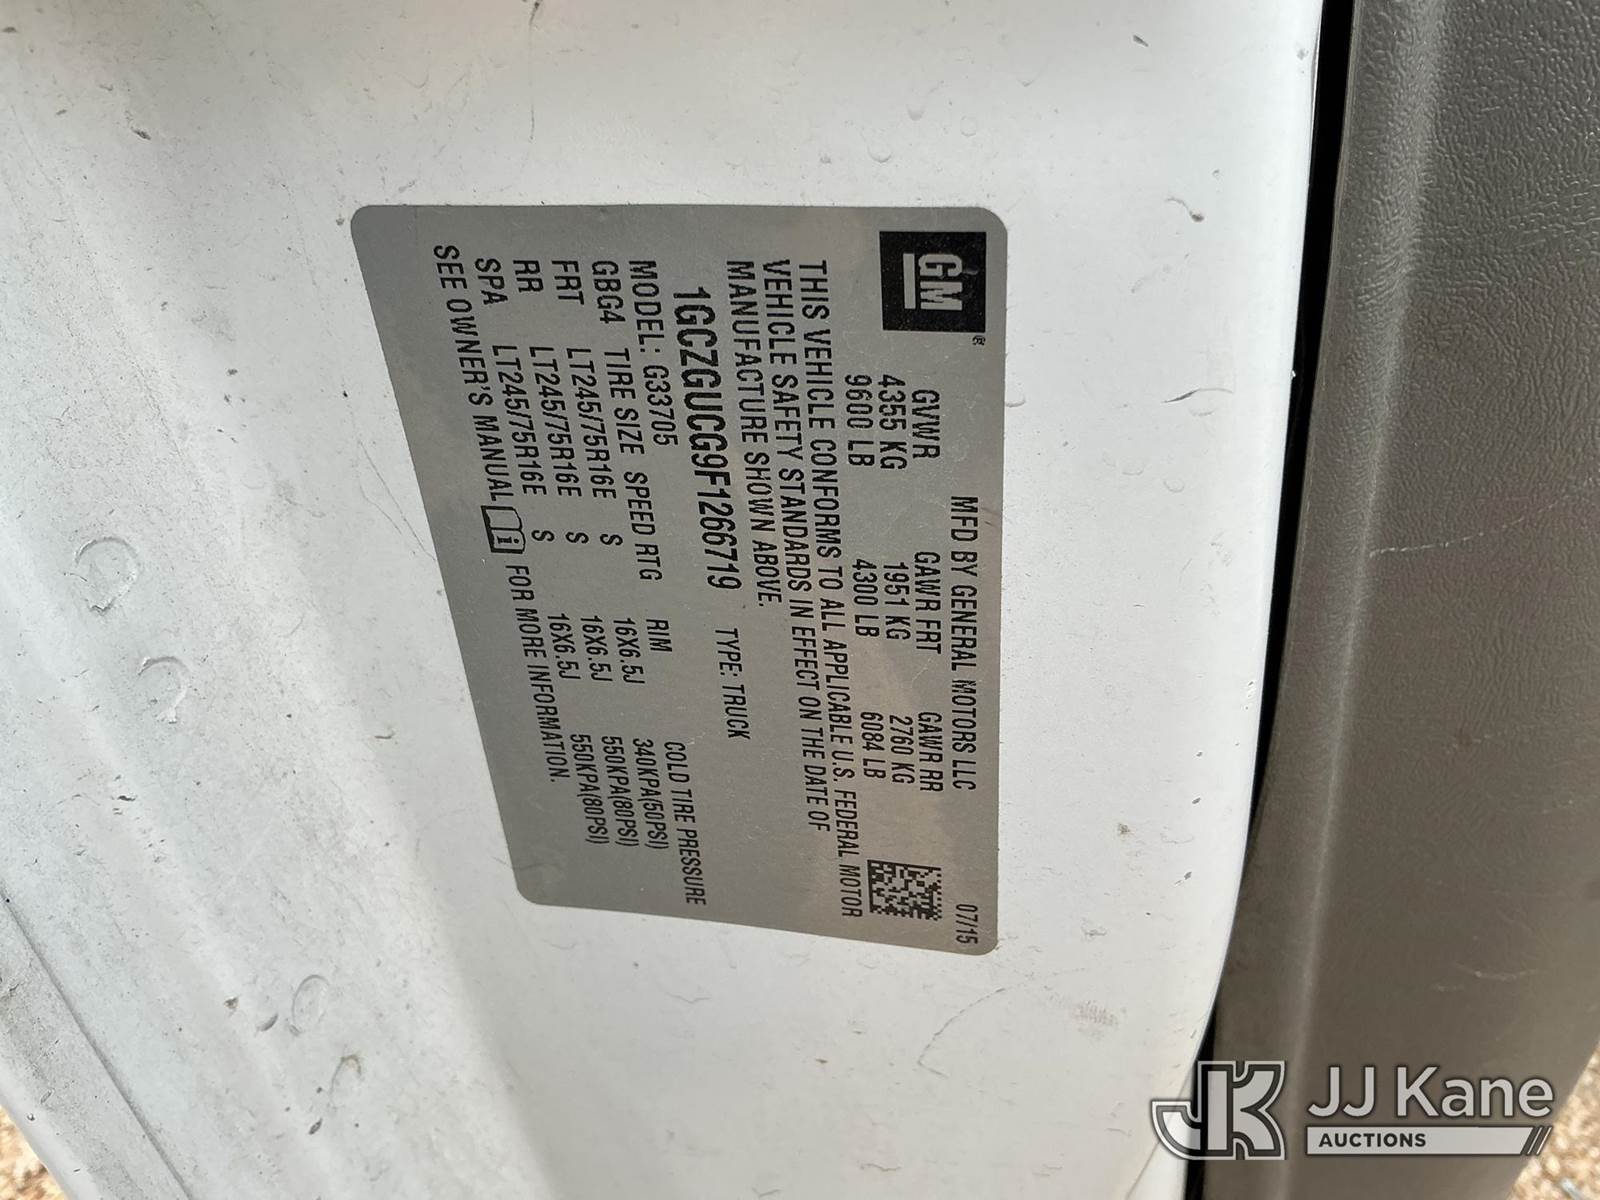 GM®
MFD BY GENERAL MOTORS LLC 07/15
GVWR GAWR FRT GAWR RR
4355 KG 1951 KG 2760 KG
9600 LB 4300 LB 6084 LB
THIS VEHICLE CONFORMS TO ALL APPLICABLE U.S. FEDERAL MOTOR
VEHICLE SAFETY STANDARDS IN EFFECT ON THE DATE OF
MANUFACTURE SHOWN ABOVE.
1GCZGUCG9F1266719 TYPE: TRUCK
MODEL: G33705
GBG4 TIRE SIZE SPEED RTG RIM COLD TIRE PRESSURE
FRT LT245/75R16E S 16X6.5J 340KPA(50PSI)
RR LT245/75R16E S 16X6.5J 550KPA(80PSI)
SPA LT245/75R16E S 16X6.5J 550KPA(80PSI)
SEE OWNER'S MANUAL FOR MORE INFORMATION.
JJ Kane
AUCTIONS